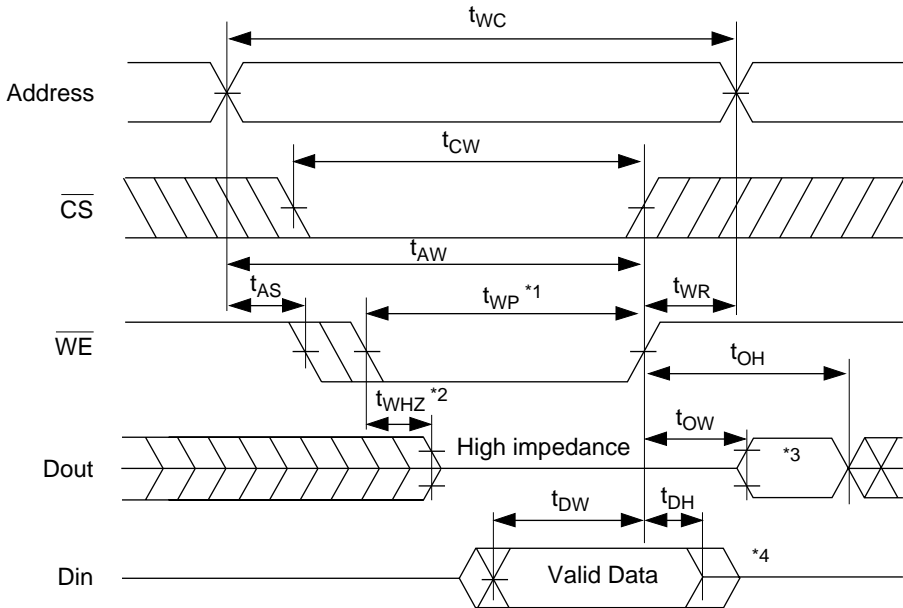 tWC
Address
tCW
CS
tAW
tAS
tWP *1
tWR
WE
tOH
tWHZ *2
tOW
High impedance
*3
Dout
tDW
tDH
*4
Valid Data
Din